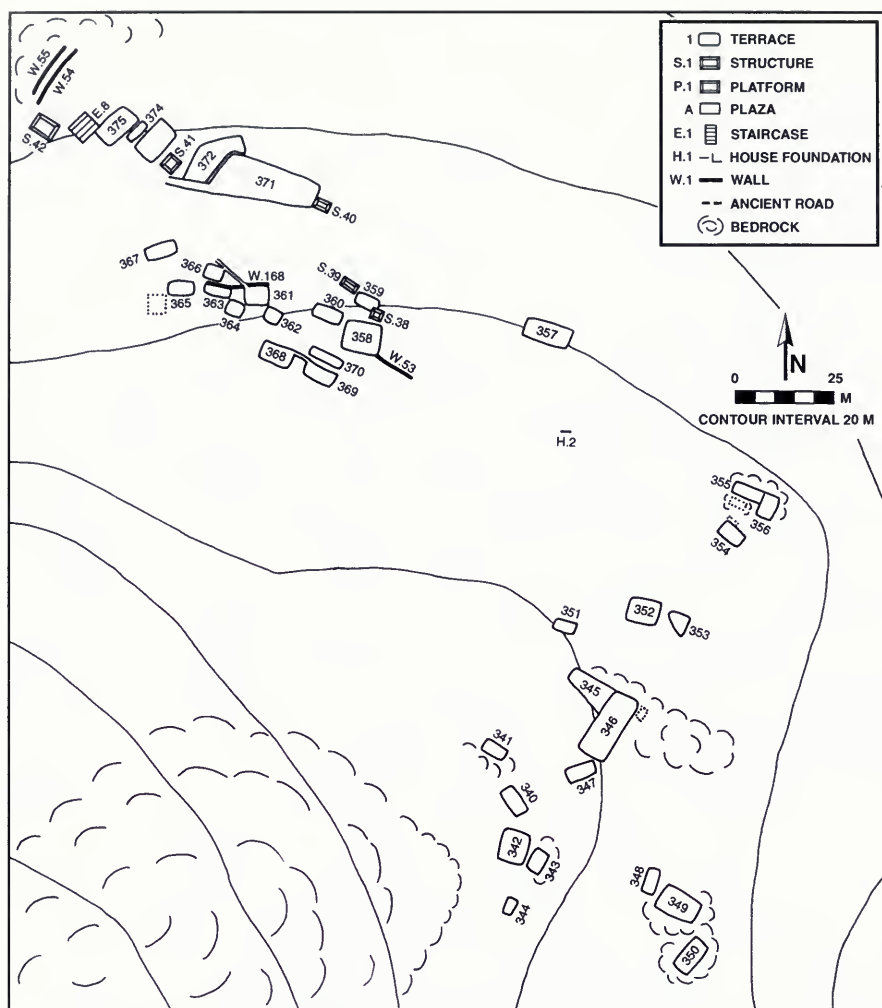 1 TERRACE
S.1 STRUCTURE
P.1 PLATFORM
A PLAZA
E.1 STAIRCASE
H.1 HOUSE FOUNDATION
W.1 WALL
ANCIENT ROAD
BEDROCK
N
0 25
M
CONTOUR INTERVAL 20 M
W.55
W.54
S.42
E.8
375
374
S.41
372
371
S.40
367
366
W.168
365
363
361
364
362
S.39
359
360
S.38
358
W.53
357
368
370
369
H.2
355
356
354
351
352
353
345
346
341
347
340
342
343
344
348
349
350